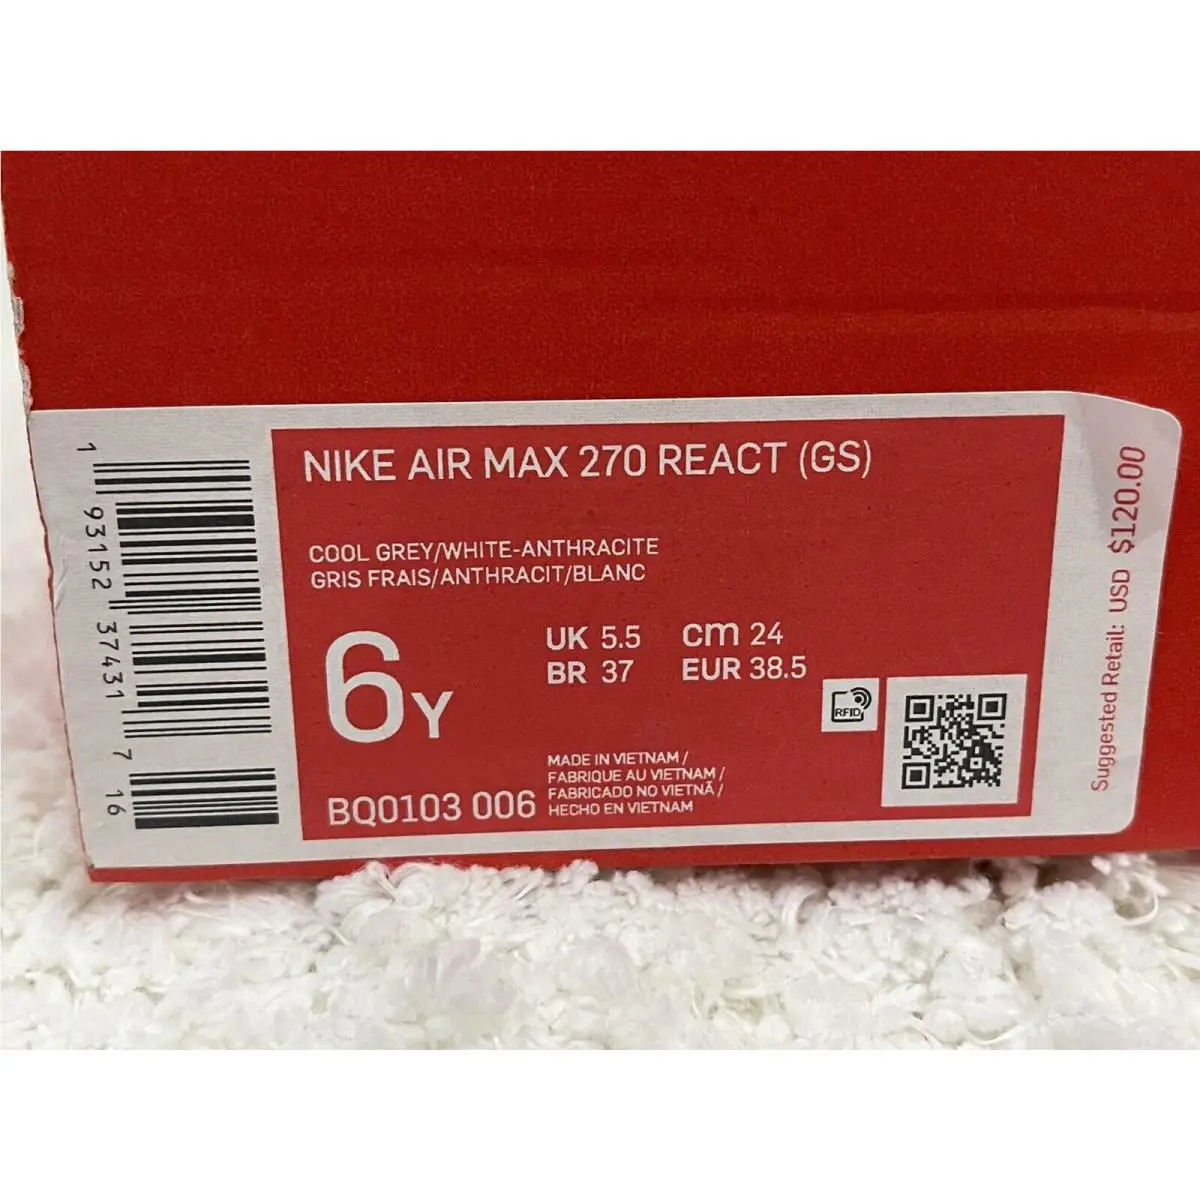 NIKE AIR MAX 270 REACT (GS)
COOL GREY/WHITE-ANTHRACITE
GRIS FRAIS/ANTHRACIT/BLANC
6Y
UK 5.5
cm 24
BR 37
EUR 38.5
RFID
MADE IN VIETNAM /
FABRIQUE AU VIETNAM /
FABRICADO NO VIETNÃ /
HECHO EN VIETNAM
BQ0103 006
1 93152 37431 7 16
Suggested Retail: USD $120.00